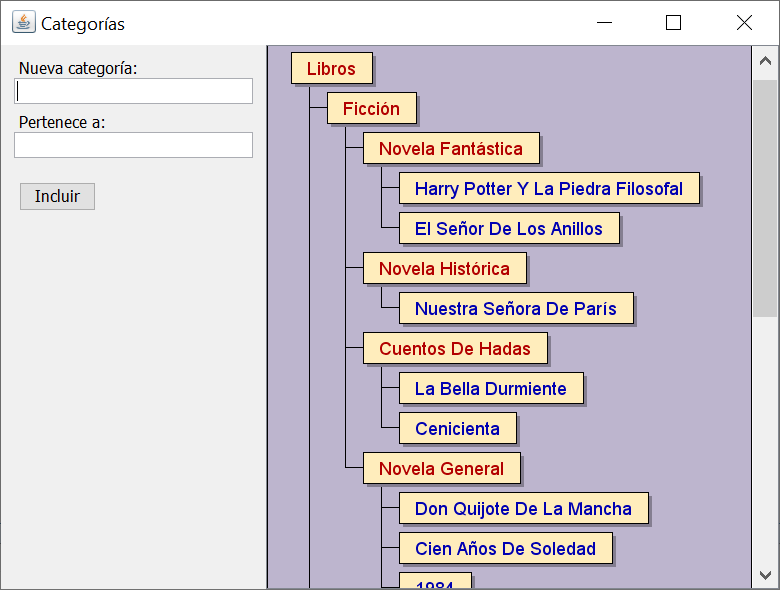 Categorías
Nueva categoría:
Pertenece a:
Incluir
Libros
Ficción
Novela Fantástica
Harry Potter Y La Piedra Filosofal
El Señor De Los Anillos
Novela Histórica
Nuestra Señora De París
Cuentos De Hadas
La Bella Durmiente
Cenicienta
Novela General
Don Quijote De La Mancha
Cien Años De Soledad
1984